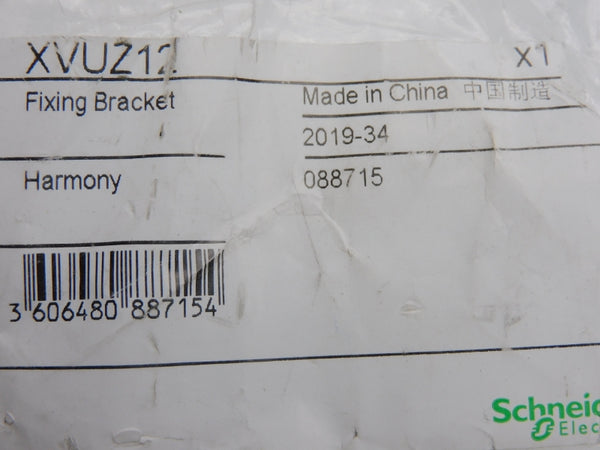 XVUZ12 X1
Fixing Bracket
Made in China 中国制造
2019-34
Harmony
088715
3 606480 887154
Schneid
Elec